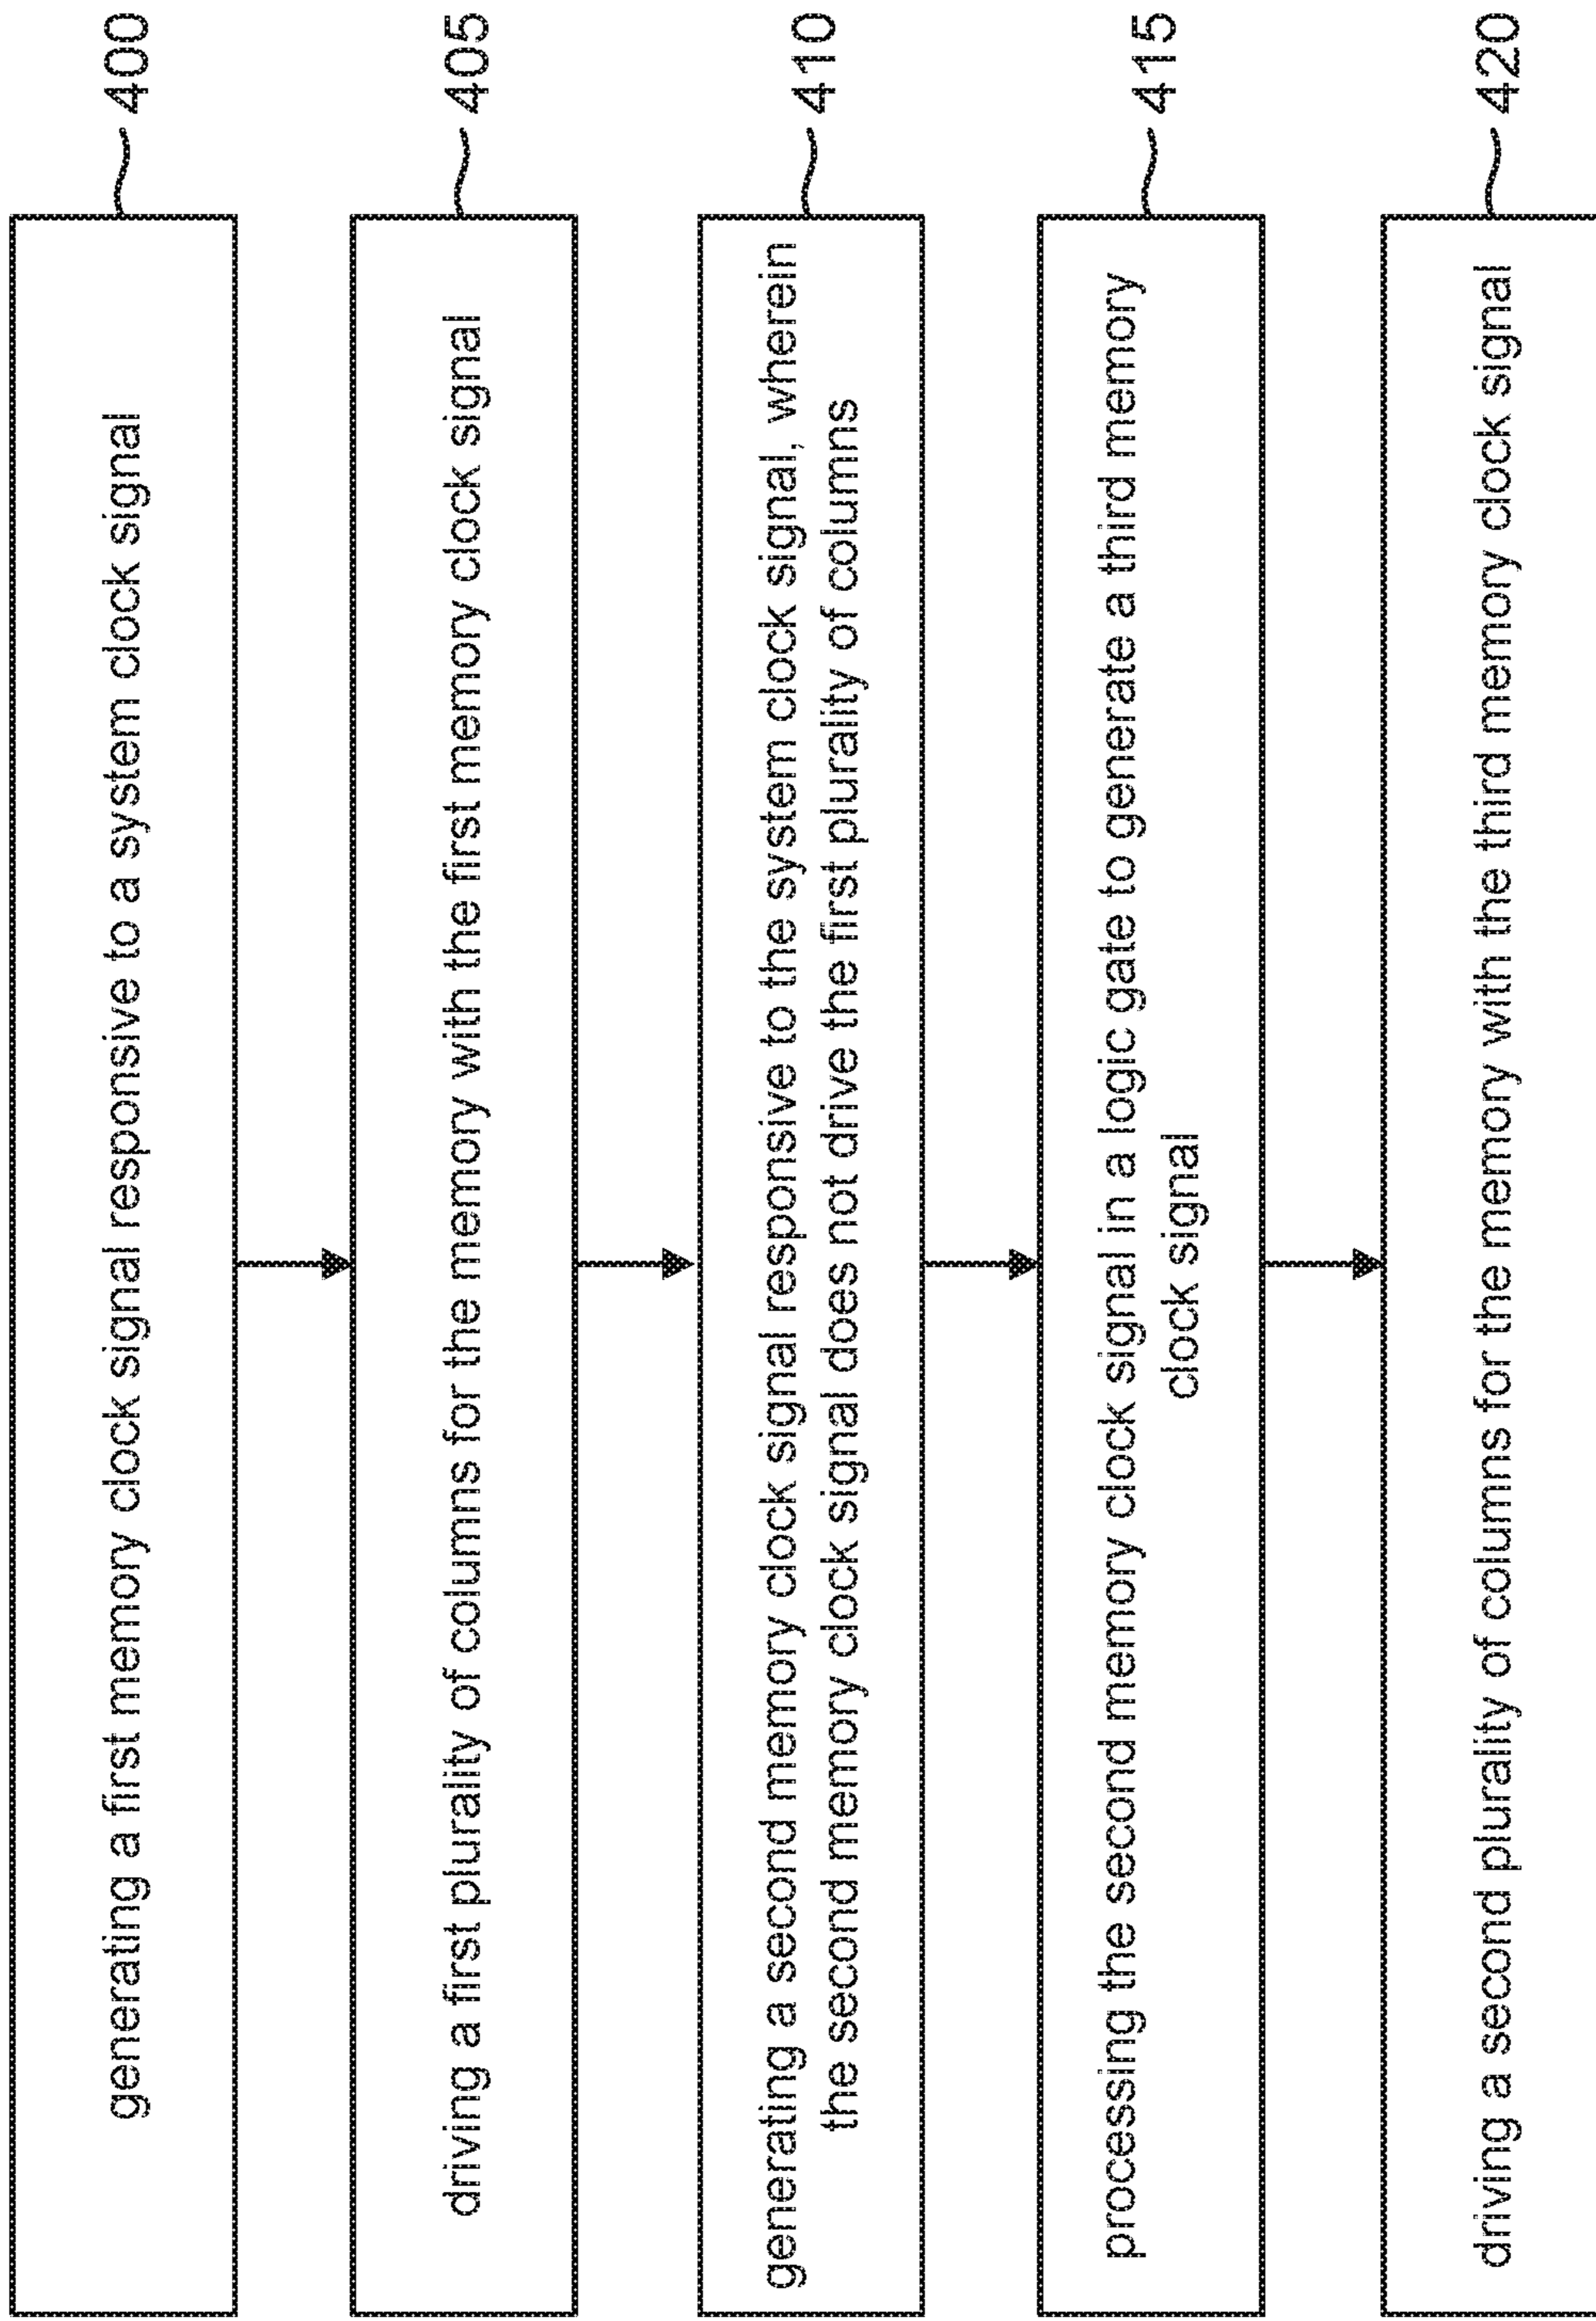 generating a first memory clock signal responsive to a system clock signal
400
driving a first plurality of columns for the memory with the first memory clock signal
405
generating a second memory clock signal responsive to the system clock signal, wherein
the second memory clock signal does not drive the first plurality of columns
410
processing the second memory clock signal in a logic gate to generate a third memory
clock signal
415
driving a second plurality of columns for the memory with the third memory clock signal
420